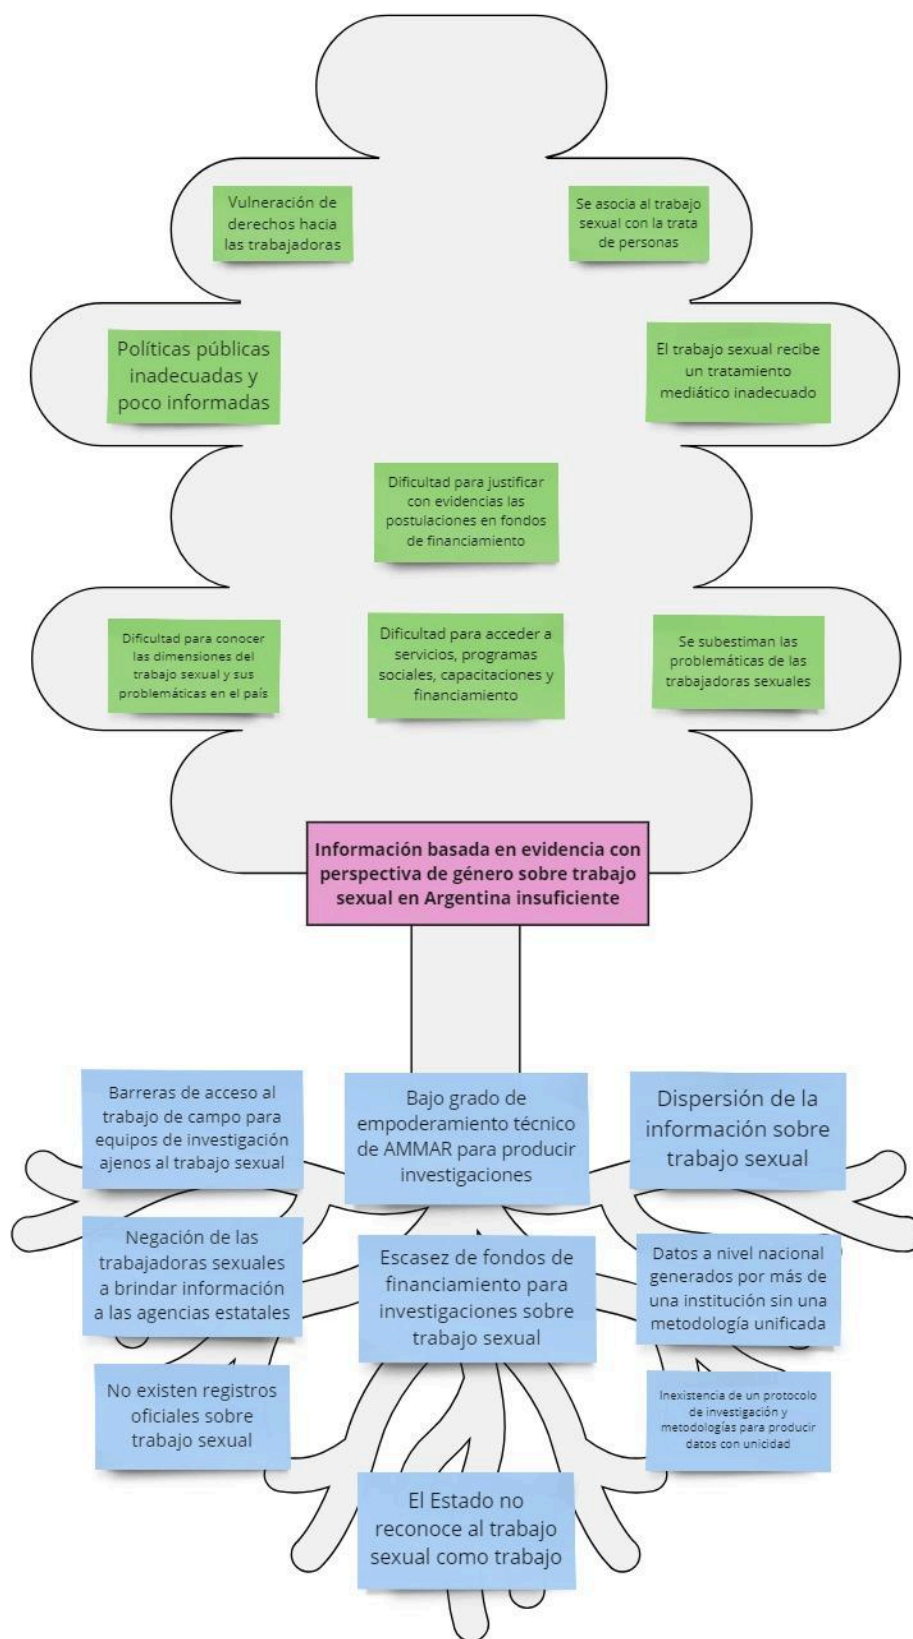 Vulneración de
derechos hacia
las trabajadoras
Se asocia al trabajo
sexual con la trata
de personas
Políticas públicas
inadecuadas y
poco informadas
El trabajo sexual recibe
un tratamiento
mediático inadecuado
Dificultad para justificar
con evidencias las
postulaciones en fondos
de financiamiento
Dificultad para conocer
las dimensiones del
trabajo sexual y sus
problemáticas en el país
Dificultad para acceder a
servicios, programas
sociales, capacitaciones y
financiamiento
Se subestiman las
problemáticas de las
trabajadoras sexuales
Información basada en evidencia con
perspectiva de género sobre trabajo
sexual en Argentina insuficiente
Barreras de acceso al
trabajo de campo para
equipos de investigación
ajenos al trabajo sexual
Bajo grado de
empoderamiento técnico
de AMMAR para producir
investigaciones
Dispersión de la
información sobre
trabajo sexual
Negación de las
trabajadoras sexuales
a brindar información
a las agencias estatales
Escasez de fondos de
financiamiento para
investigaciones sobre
trabajo sexual
Datos a nivel nacional
generados por más de
una institución sin una
metodología unificada
No existen registros
oficiales sobre
trabajo sexual
Inexistencia de un protocolo
de investigación y
metodologías para producir
datos con unicidad
El Estado no
reconoce al trabajo
sexual como trabajo